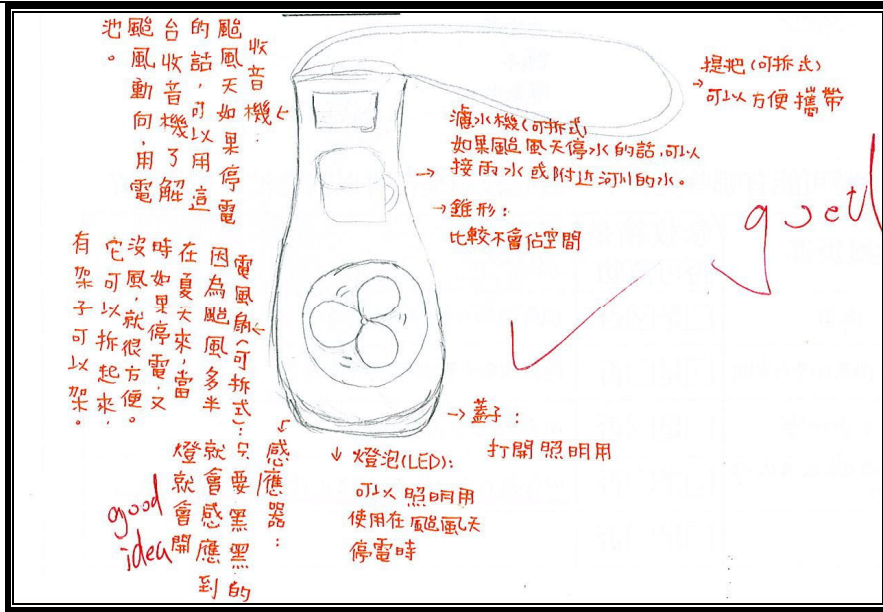 收音機
颱風天如果停電
的話，可以用這
台收音機了解
颱風動向，用電
池。
提把(可拆式)
可以方便攜帶
濾水機(可拆式)
如果颱風天停水的話，可以
接雨水或附近河川的水。
錐形：
比較不會佔空間
goed
電風扇(可拆式)：
因為颱風多半
在夏天來，當
時如果停電，又
沒風，就很方便。
它可以拆起來，
有架子可以架。
蓋子：
打開照明用
燈泡(LED)：
可以照明用
使用在颱風天
停電時
感應器：
只要黑黑的
就會感應到
燈就會開
good
idea